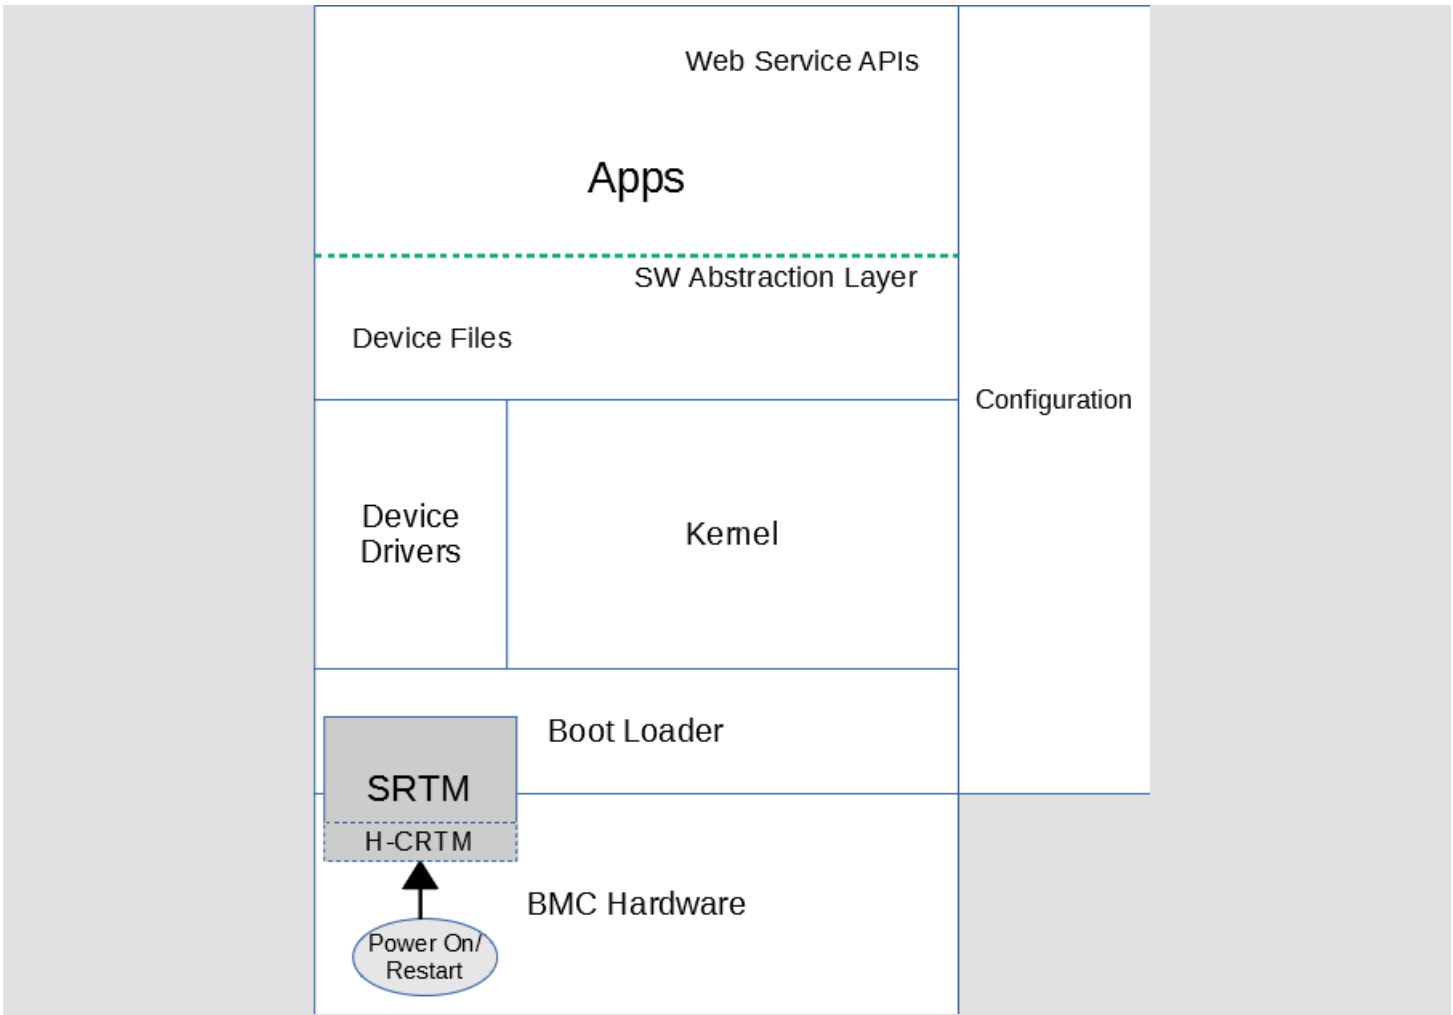 Web Service APIs
Apps
SW Abstraction Layer
Device Files
Configuration
Device
Drivers
Kernel
Boot Loader
SRTM
H-CRTM
BMC Hardware
Power On/
Restart